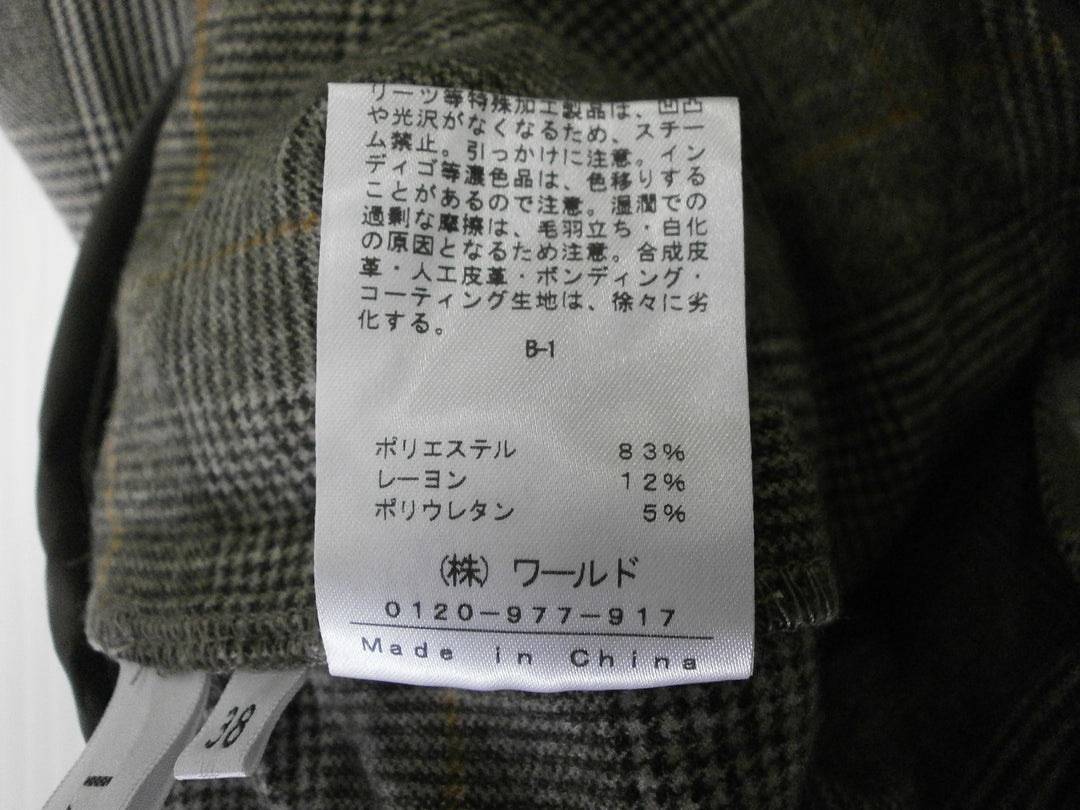 リーツ等特殊加工製品は、凹凸
や光沢がなくなるため、スチー
ム禁止。引っかけに注意。イン
ディゴ等濃色品は、色移りする
ことがあるので注意。湿潤での
過剰な摩擦は、毛羽立ち・白化
の原因となるため注意。合成皮
革・人工皮革・ボンディング・
コーティング生地は、徐々に劣
化する。
B-1
ポリエステル 83%
レーヨン 12%
ポリウレタン 5%
(株)ワールド
0120-977-917
Made in China
38